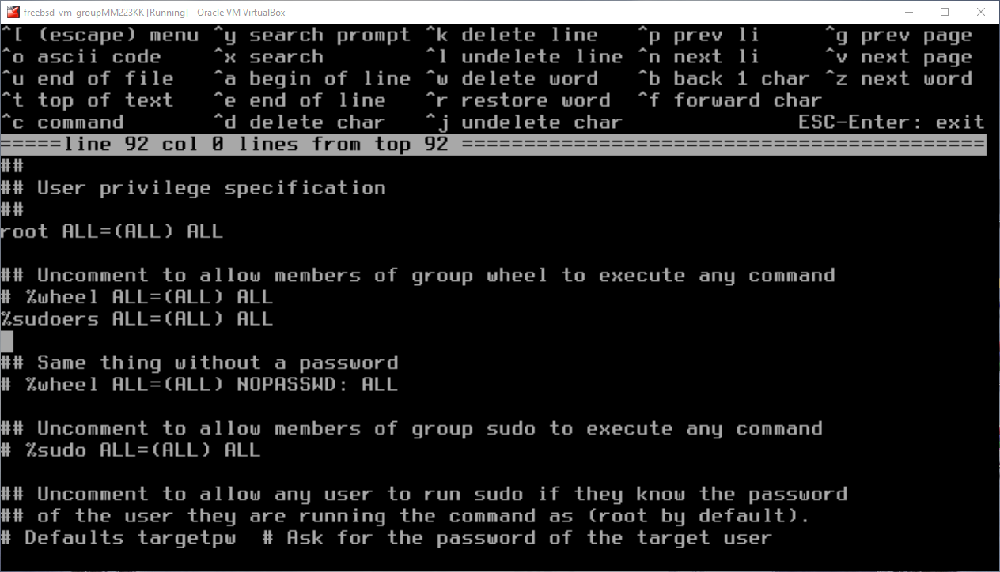 freebsd-vm-groupMM223KK [Running] - Oracle VM VirtualBox
^[ (escape) menu ^y search prompt ^k delete line ^p prev li ^g prev page
^o ascii code ^x search ^l undelete line ^n next li ^v next page
^u end of file ^a begin of line ^w delete word ^b back 1 char ^z next word
^t top of text ^e end of line ^r restore word ^f forward char
^c command ^d delete char ^j undelete char ESC-Enter: exit
=====line 92 col 0 lines from top 92 ==========================================
##
## User privilege specification
##
root ALL=(ALL) ALL
## Uncomment to allow members of group wheel to execute any command
# %wheel ALL=(ALL) ALL
%sudoers ALL=(ALL) ALL
## Same thing without a password
# %wheel ALL=(ALL) NOPASSWD: ALL
## Uncomment to allow members of group sudo to execute any command
# %sudo ALL=(ALL) ALL
## Uncomment to allow any user to run sudo if they know the password
## of the user they are running the command as (root by default).
# Defaults targetpw # Ask for the password of the target user